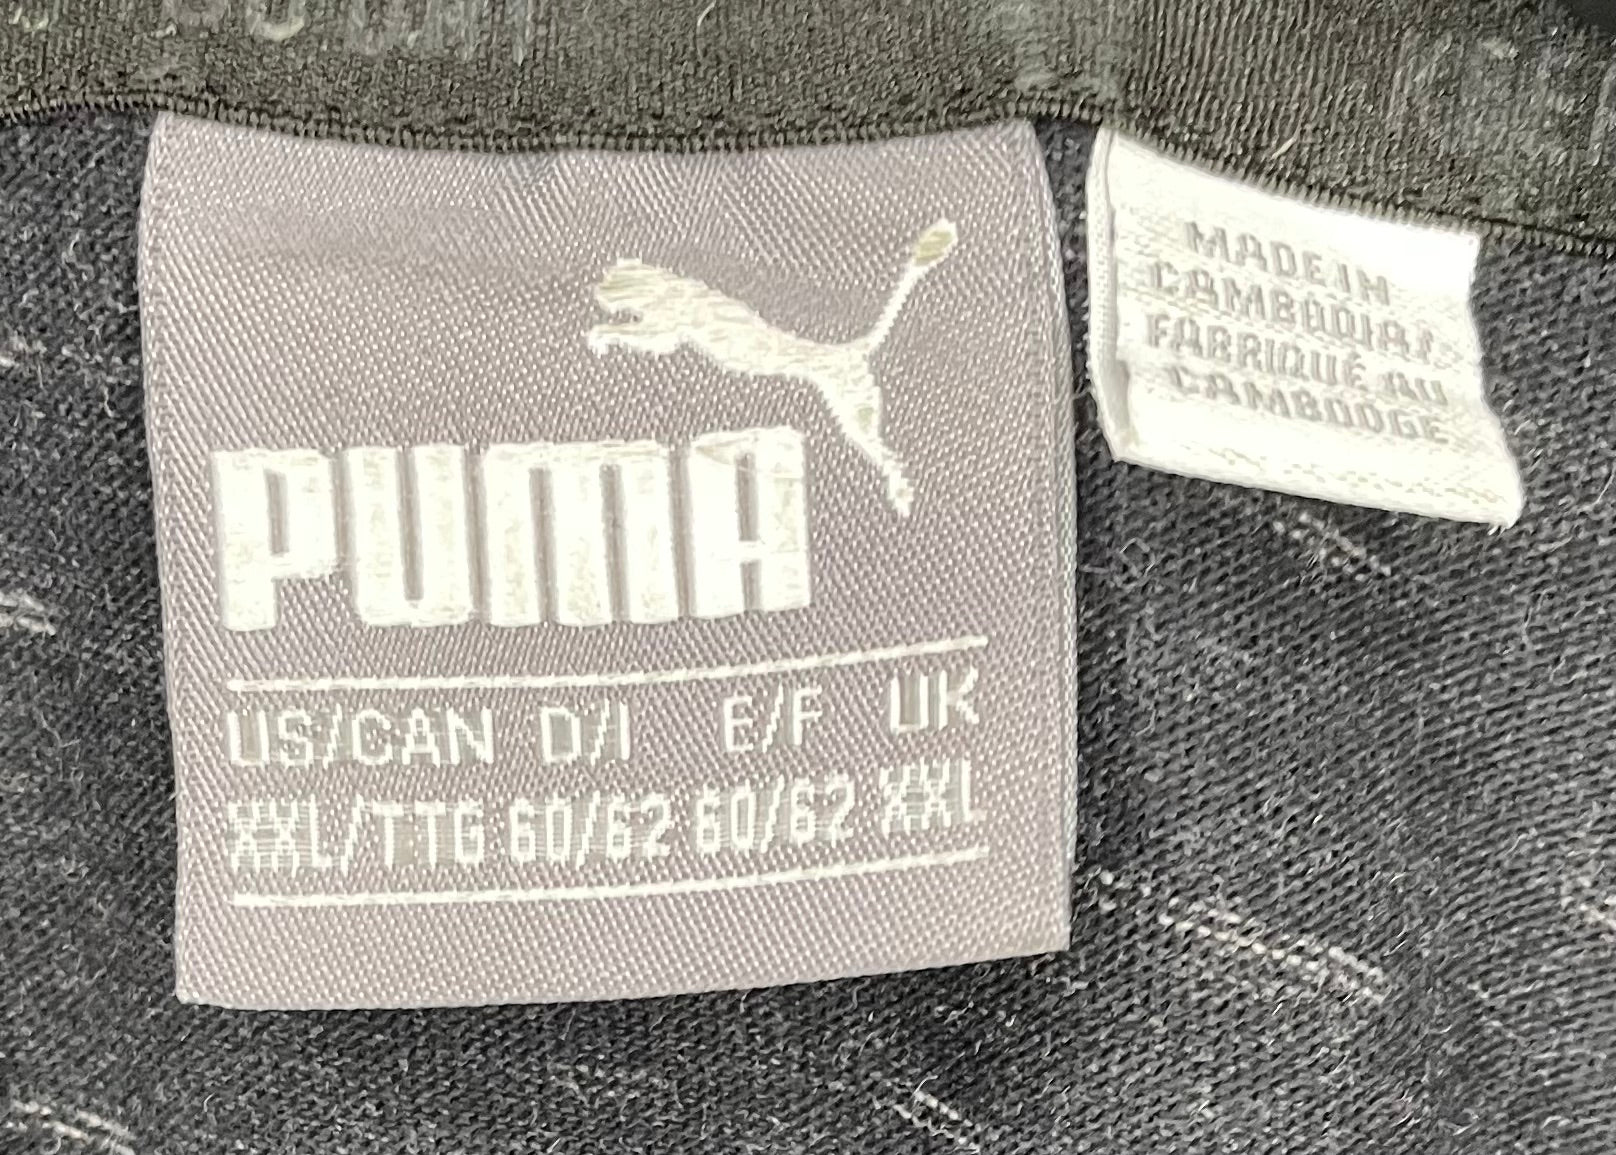 PUMA
US/CAN D/I E/F UK
XXL/TTG 60/62 60/62 XXL
MADE IN
CAMBODIA/
FABRIQUÉ AU
CAMBODGE